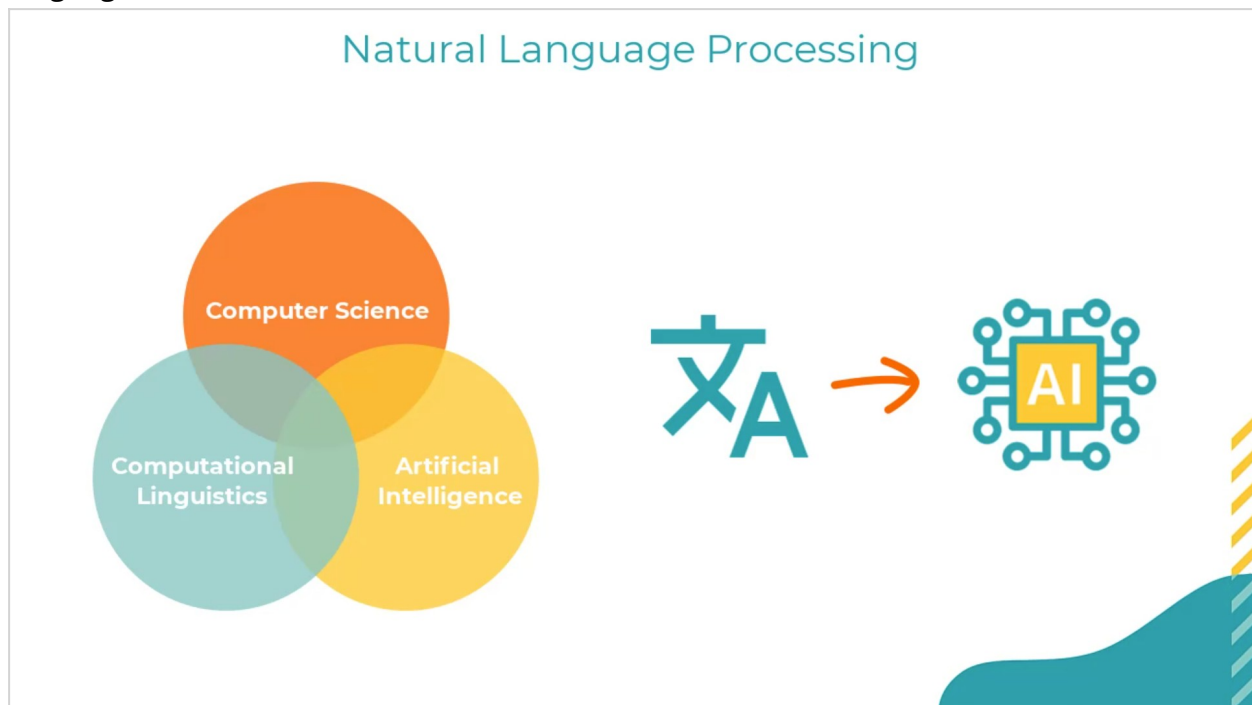 Natural Language Processing
Computer Science
Computational
Linguistics
Artificial
Intelligence
文A
AI